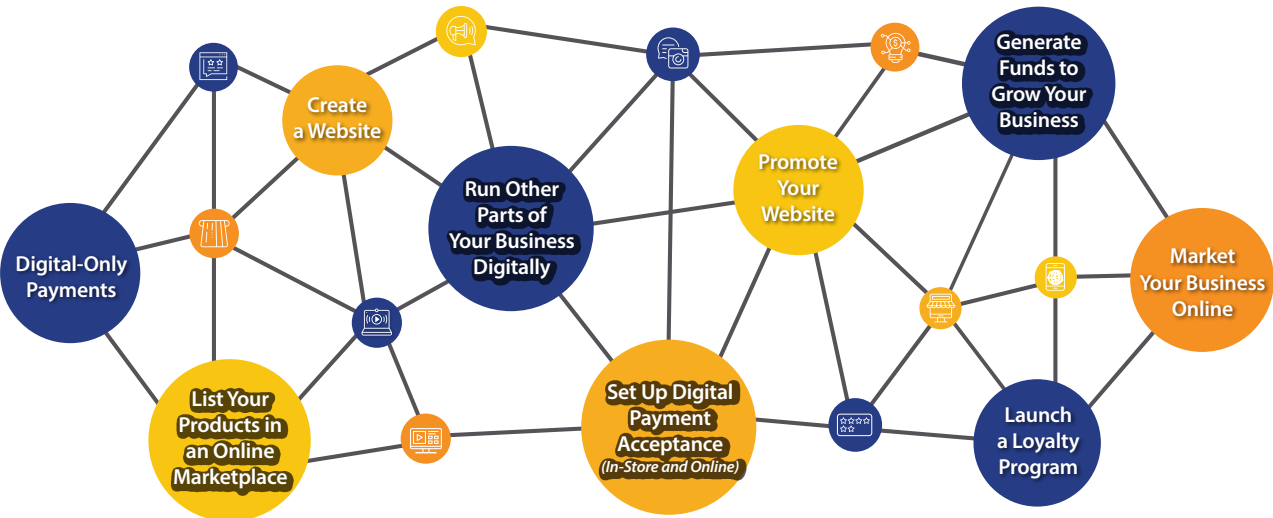 Create
a Website
Generate
Funds to
Grow Your
Business
Promote
Your
Website
Run Other
Parts of
Your Business
Digitally
Digital-Only
Payments
Market
Your Business
Online
List Your
Products in
an Online
Marketplace
Set Up Digital
Payment
Acceptance
(In-Store and Online)
Launch
a Loyalty
Program